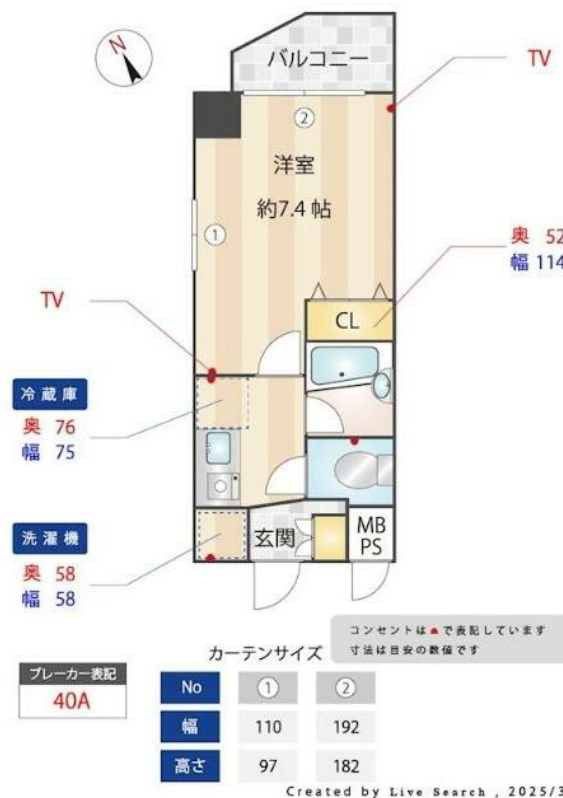 N
バルコニー
TV
②
洋室
約7.4 帖
①
奥 52
幅 114
TV
CL
冷蔵庫
奥 76
幅 75
洗濯機
奥 58
幅 58
玄関
MB
PS
コンセントは で表記しています
寸法は目安の数値です
カーテンサイズ
ブレーカー表記
40A
No ① ②
幅 110 192
高さ 97 182
Created by Live Search , 2025/3